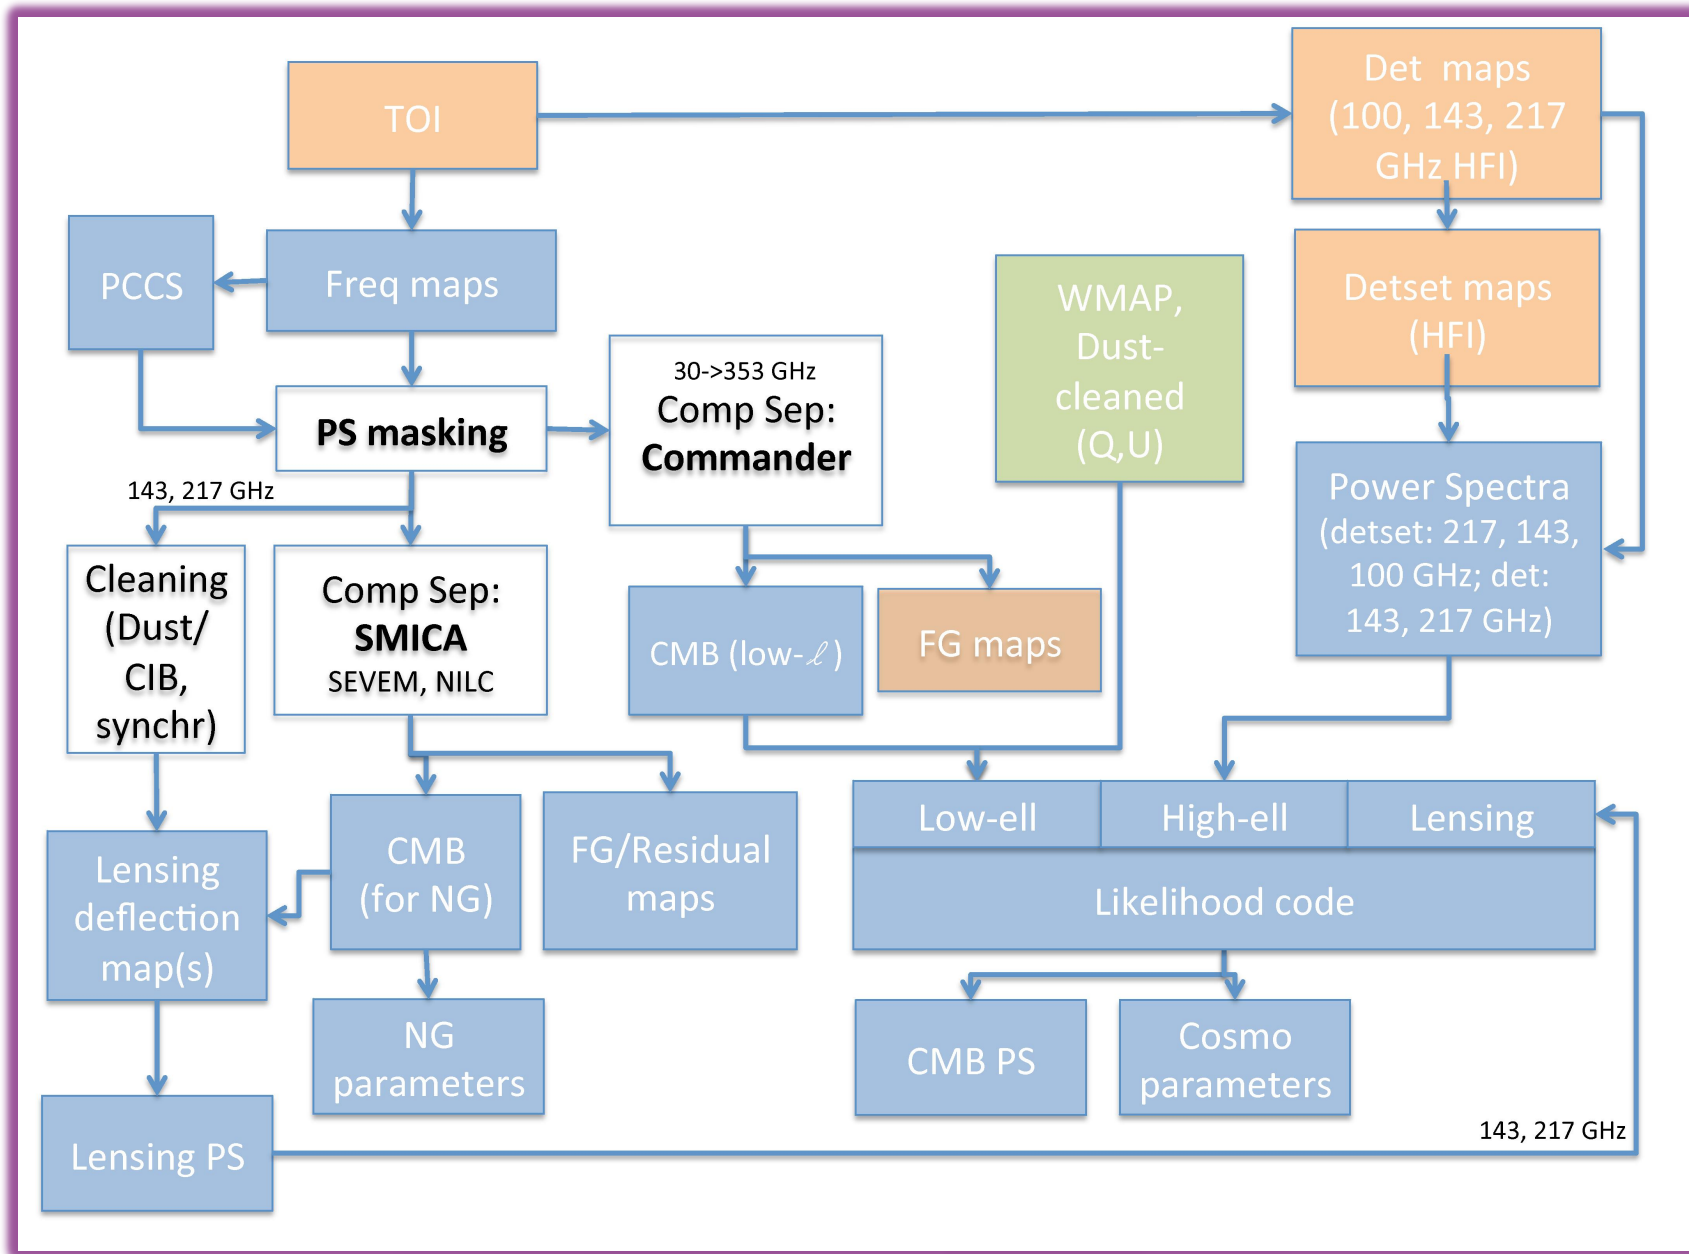 TOI
Det maps
(100, 143, 217
GHz HFI)
PCCS
Freq maps
WMAP,
Dust-
cleaned
(Q,U)
Detset maps
(HFI)
PS masking
30->353 GHz
Comp Sep:
Commander
Power Spectra
(detset: 217, 143,
100 GHz; det:
143, 217 GHz)
143, 217 GHz
Cleaning
(Dust/
CIB,
synchr)
Comp Sep:
SMICA
SEVEM, NILC
CMB (low-ℓ)
FG maps
Lensing
deflection
map(s)
CMB
(for NG)
FG/Residual
maps
Low-ell
High-ell
Lensing
Likelihood code
NG
parameters
CMB PS
Cosmo
parameters
Lensing PS
143, 217 GHz